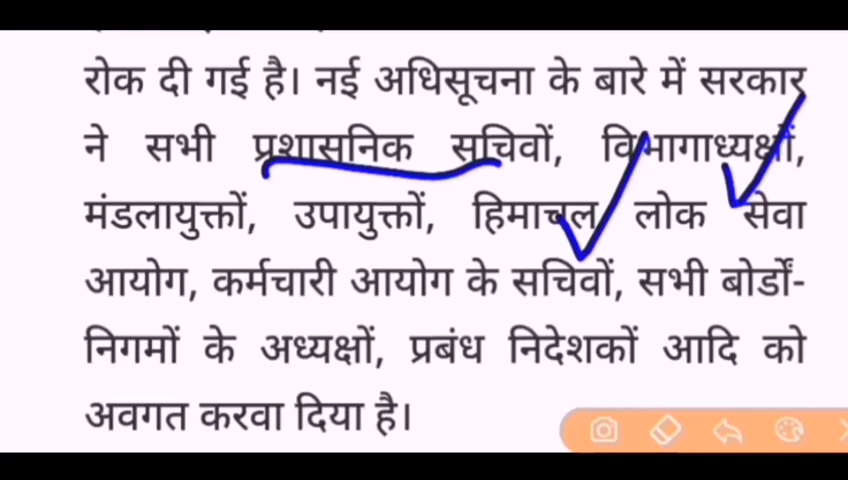 रोक दी गई है। नई अधिसूचना के बारे में सरकार
ने सभी प्रशासनिक सचिवों, विभागाध्यक्षों,
मंडलायुक्तों, उपायुक्तों, हिमाचल लोक सेवा
आयोग, कर्मचारी आयोग के सचिवों, सभी बोर्डों-
निगमों के अध्यक्षों, प्रबंध निदेशकों आदि को
अवगत करवा दिया है।